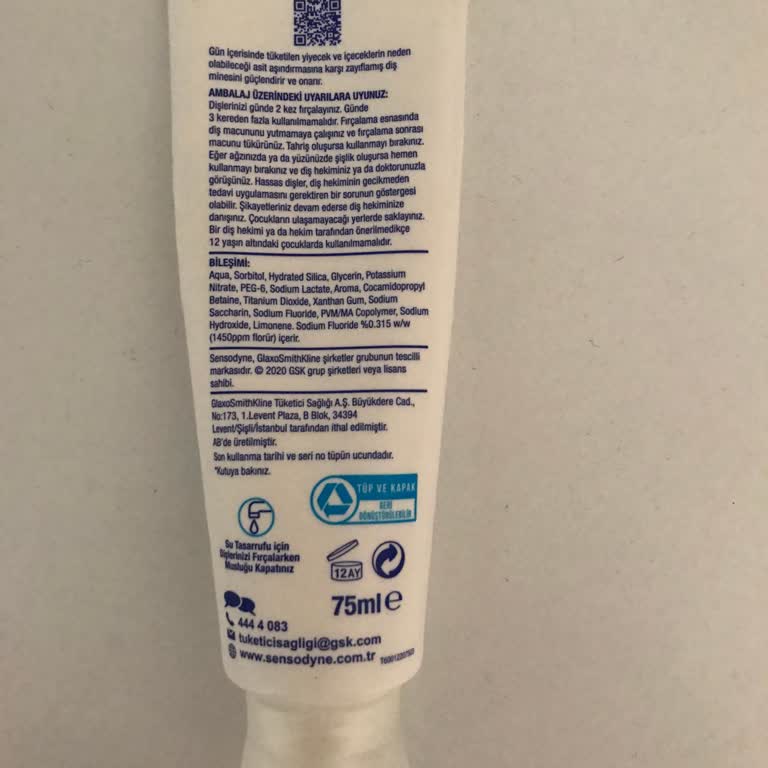 Gün içerisinde tüketilen yiyecek ve içeceklerin neden
olabileceği asit aşındırmasına karşı zayıflamış diş
minesini güçlendirir ve onarır.
AMBALAJ ÜZERİNDEKİ UYARILARA UYUNUZ:
Dişlerinizi günde 2 kez fırçalayınız. Günde
3 kereden fazla kullanılmamalıdır. Fırçalama esnasında
diş macununu yutmamaya çalışınız ve fırçalama sonrası
macunu tükürünüz. Tahriş oluşursa kullanmayı bırakınız.
Eğer ağzınızda ya da yüzünüzde şişlik oluşursa hemen
kullanmayı bırakınız ve diş hekiminiz ya da doktorunuzla
görüşünüz. Hassas dişler, diş hekiminin gecikmeden
tedavi uygulamasını gerektiren bir sorunun göstergesi
olabilir. Şikayetleriniz devam ederse diş hekiminize
danışınız. Çocukların ulaşamayacağı yerlerde saklayınız.
Bir diş hekimi ya da hekim tarafından önerilmedikçe
12 yaşın altındaki çocuklarda kullanılmamalıdır.
BİLEŞİMİ:
Aqua, Sorbitol, Hydrated Silica, Glycerin, Potassium
Nitrate, PEG-6, Sodium Lactate, Aroma, Cocamidopropyl
Betaine, Titanium Dioxide, Xanthan Gum, Sodium
Saccharin, Sodium Fluoride, PVM/MA Copolymer, Sodium
Hydroxide, Limonene. Sodium Fluoride %0.315 w/w
(1450ppm florür) içerir.
Sensodyne, GlaxoSmithKline şirketler grubunun tescilli
markasıdır. © 2020 GSK grup şirketleri veya lisans
sahibi.
GlaxoSmithKline Tüketici Sağlığı A.Ş. Büyükdere Cad.,
No:173, 1.Levent Plaza, B Blok, 34394
Levent/Şişli/İstanbul tarafından ithal edilmiştir.
AB'de üretilmiştir.
Son kullanma tarihi ve seri no tüpün ucundadır.
*Kutuya bakınız.
TÜP VE KAPAK
GERİ
DÖNÜŞTÜRÜLEBİLİR
Su Tasarrufu için
Dişlerinizi Fırçalarken
Musluğu Kapatınız
12AY
75ml e
444 4 083
tuketicisagligi@gsk.com
www.sensodyne.com.tr